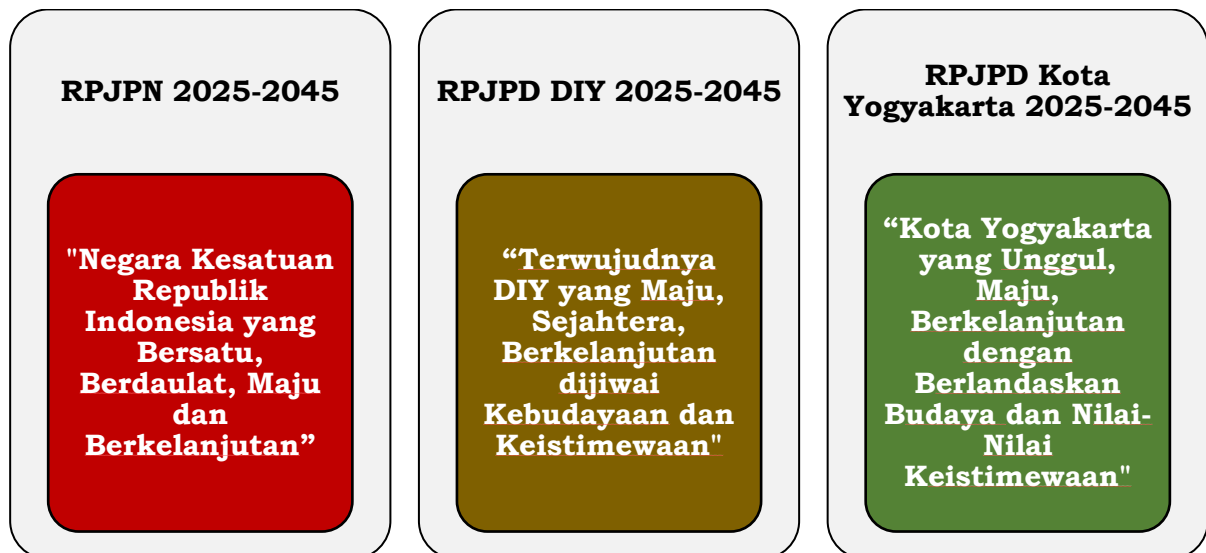 RPJPN 2025-2045
"Negara Kesatuan
Republik
Indonesia yang
Bersatu,
Berdaulat, Maju
dan
Berkelanjutan”
RPJPD DIY 2025-2045
“Terwujudnya
DIY yang Maju,
Sejahtera,
Berkelanjutan
dijiwai
Kebudayaan dan
Keistimewaan"
RPJPD Kota
Yogyakarta 2025-2045
“Kota Yogyakarta
yang Unggul,
Maju,
Berkelanjutan
dengan
Berlandaskan
Budaya dan Nilai-
Nilai
Keistimewaan"